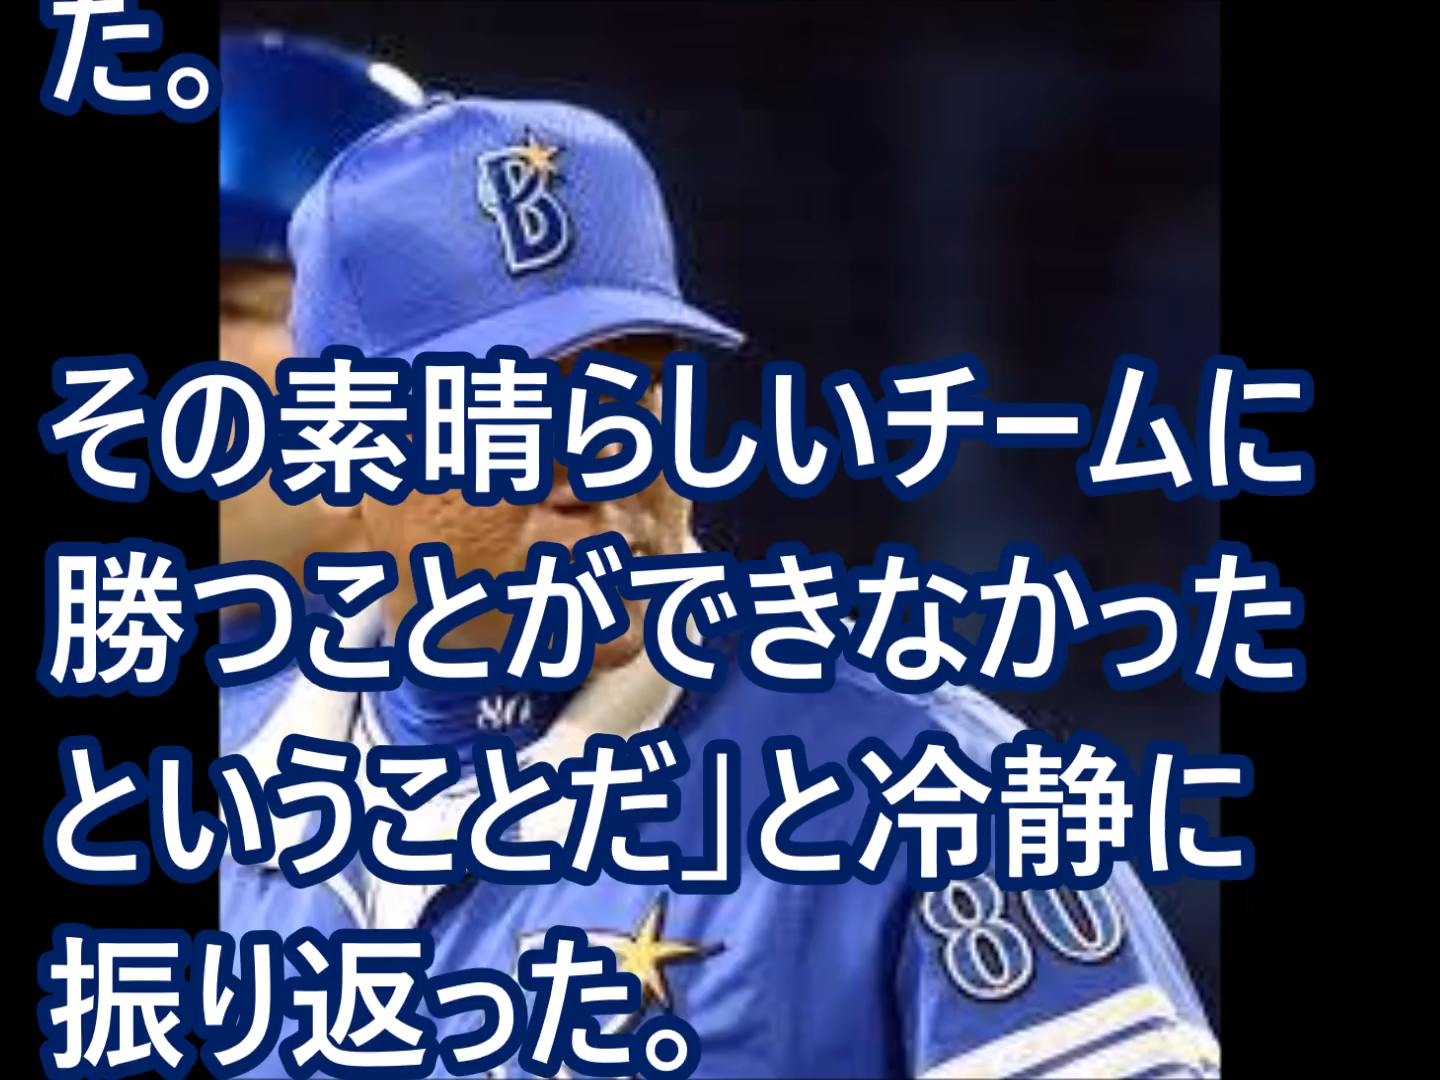 た。
B
その素晴らしいチームに
勝つことができなかった
ということだ」と冷静に
振り返った。
80
80